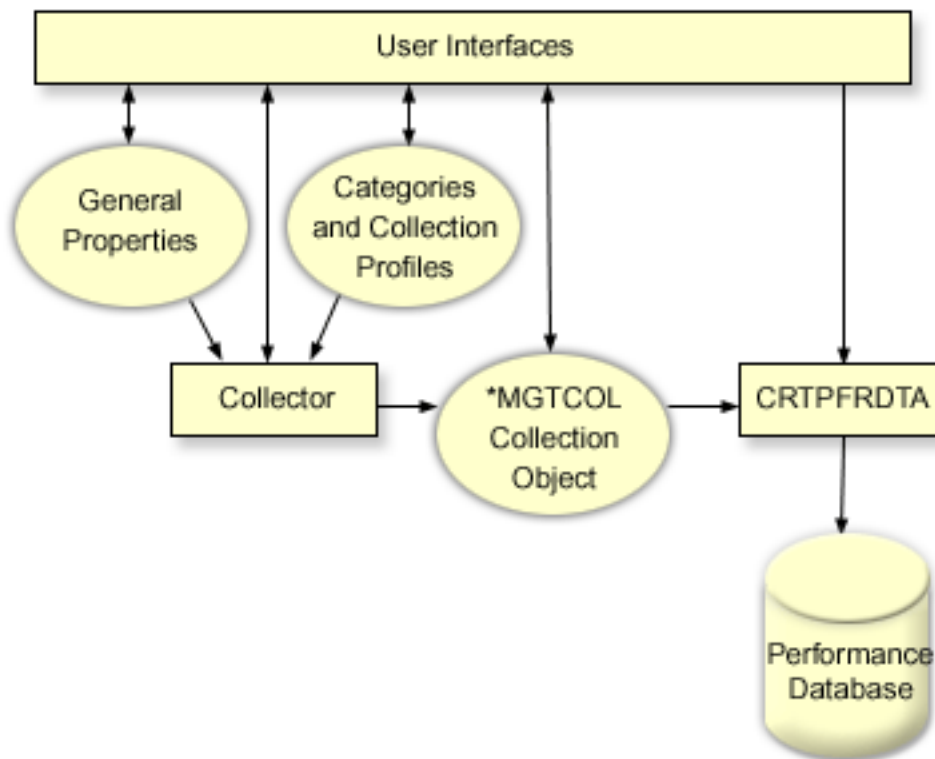 User Interfaces
General
Properties
Categories
and Collection
Profiles
Collector
*MGTCOL
Collection
Object
CRTPFRDTA
Performance
Database